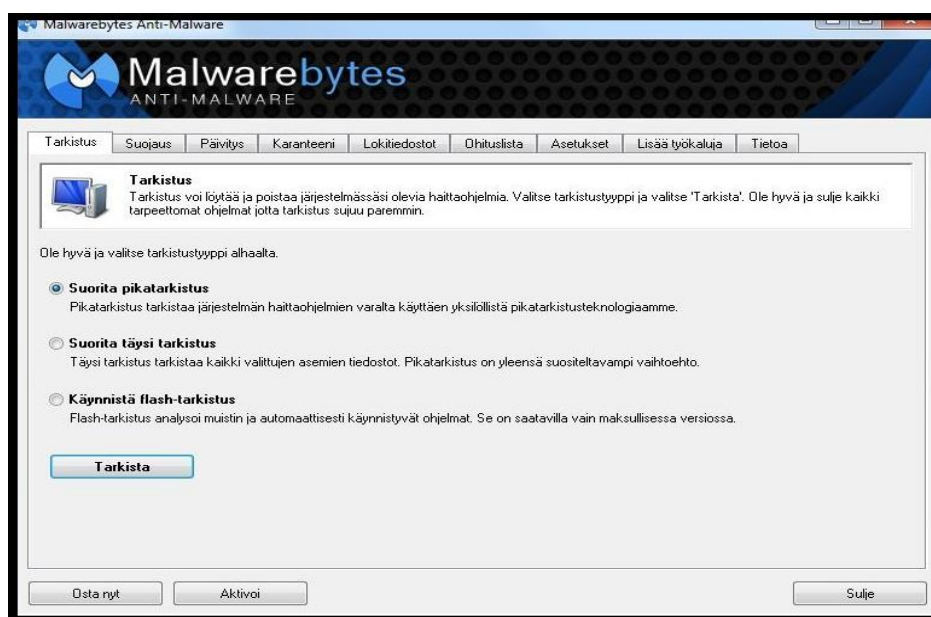 Malwarebytes Anti-Malware
Malwarebytes
ANTI-MALWARE
Tarkistus Suojaus Päivitys Karanteeni Lokitiedostot Ohituslista Asetukset Lisää työkaluja Tietoa
Tarkistus
Tarkistus voi löytää ja poistaa järjestelmässäsi olevia haittaohjelmia. Valitse tarkistustyyppi ja valitse 'Tarkista'. Ole hyvä ja sulje kaikki
tarpeettomat ohjelmat jotta tarkistus sujuu paremmin.
Ole hyvä ja valitse tarkistustyyppi alhaalta.
Suorita pikatarkistus
Pikatarkistus tarkistaa järjestelmän haittaohjelmien varalta käyttäen yksilöllistä pikatarkistusteknologiaamme.
Suorita täysi tarkistus
Täysi tarkistus tarkistaa kaikki valittujen asemien tiedostot. Pikatarkistus on yleensä suositeltavampi vaihtoehto.
Käynnistä flash-tarkistus
Flash-tarkistus analysoi muistin ja automaattisesti käynnistyvät ohjelmat. Se on saatavilla vain maksullisessa versiossa.
Tarkista
Osta nyt Aktivoi Sulje